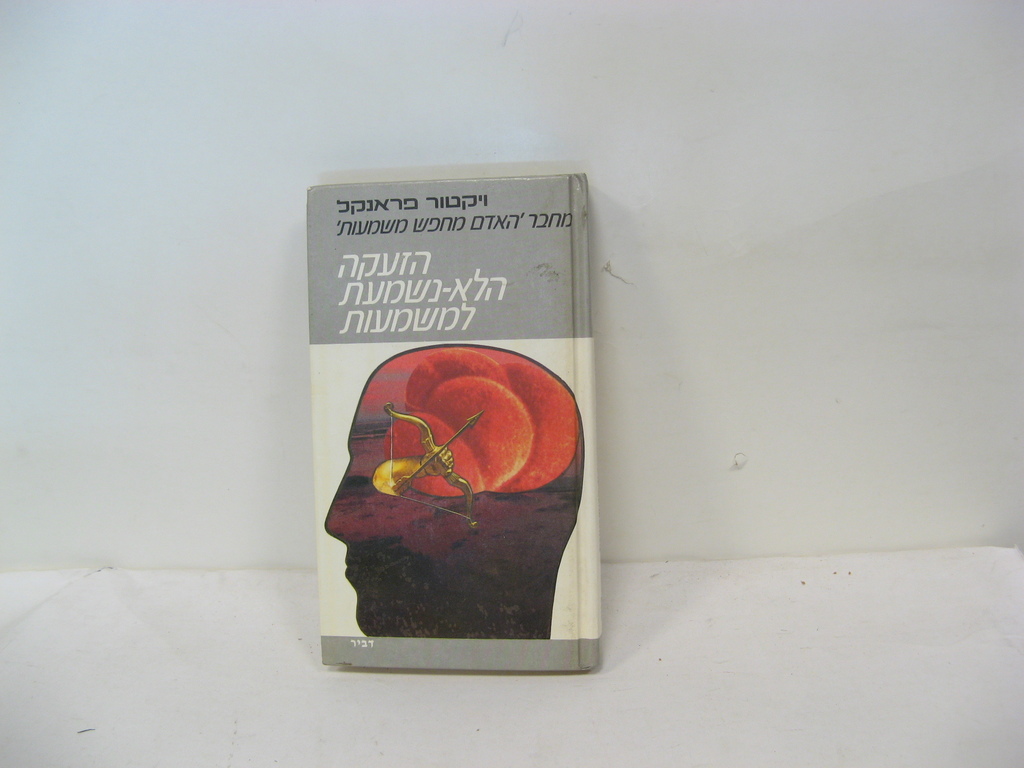 ויקטור פראנקל
מחבר 'האדם מחפש משמעות'
הזעקה
הלא-נשמעת
למשמעות
דביר